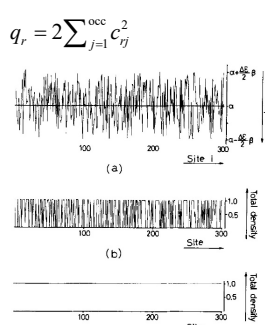 q_r = 2∑_{j=1}^{occ} c_{rj}^2
α+ΔE/2 β
α
α-ΔE/2 β
100 200 300
Site i
(a)
1.0
0.5
Total density
100 200 300
Site
(b)
1.0
0.5
Total density
100 200 300